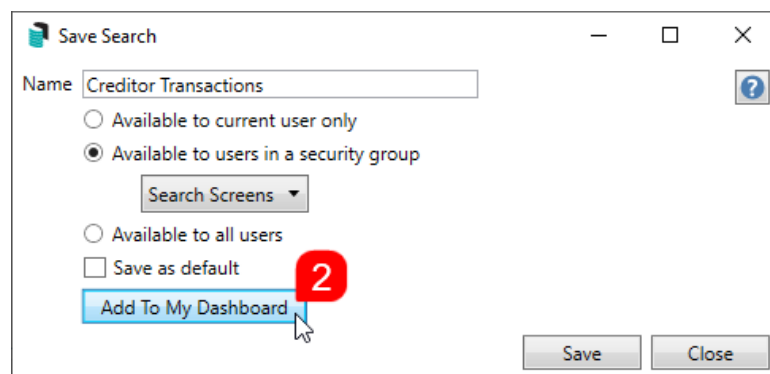 Save Search
Name Creditor Transactions
?
Available to current user only
Available to users in a security group
Search Screens
Available to all users
Save as default
2
Add To My Dashboard
Save Close